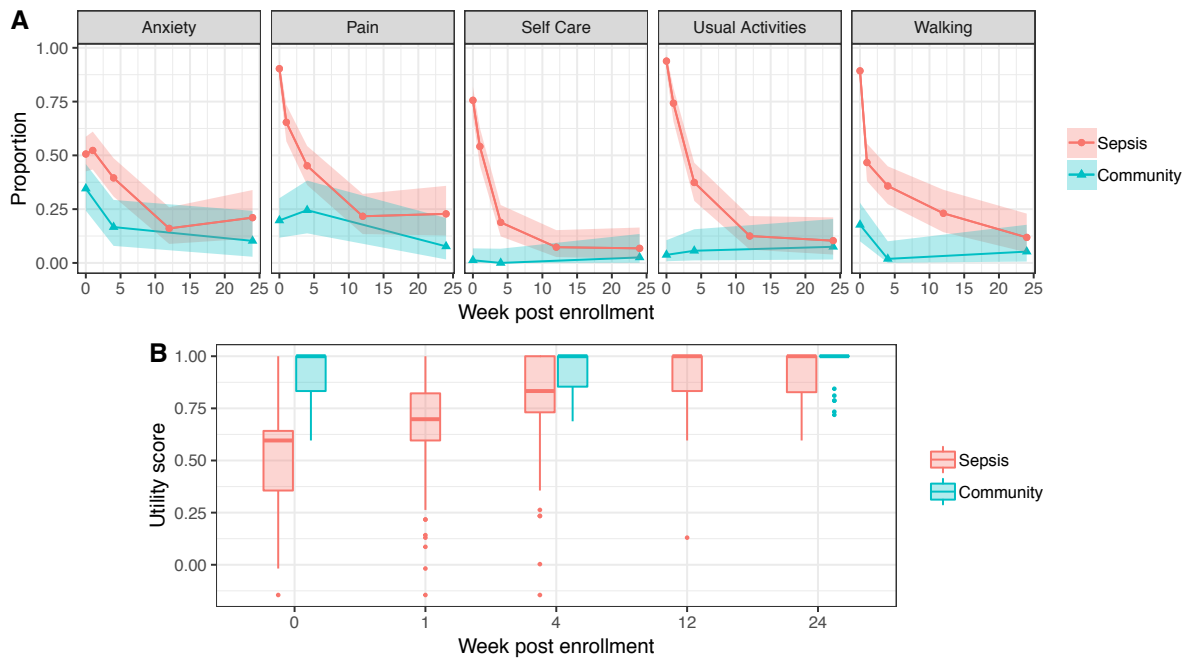 A
Anxiety Pain Self Care Usual Activities Walking
1.00
0.75
0.50
0.25
0.00
Proportion
0 5 10 15 20 25 0 5 10 15 20 25 0 5 10 15 20 25 0 5 10 15 20 25 0 5 10 15 20 25
Week post enrollment
Sepsis
Community
B
1.00
0.75
0.50
0.25
0.00
Utility score
0 1 4 12 24
Week post enrollment
Sepsis
Community